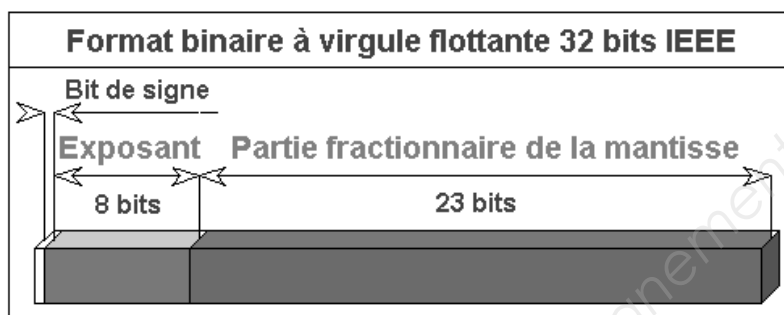 Format binaire à virgule flottante 32 bits IEEE
Bit de signe
Exposant Partie fractionnaire de la mantisse
8 bits 23 bits